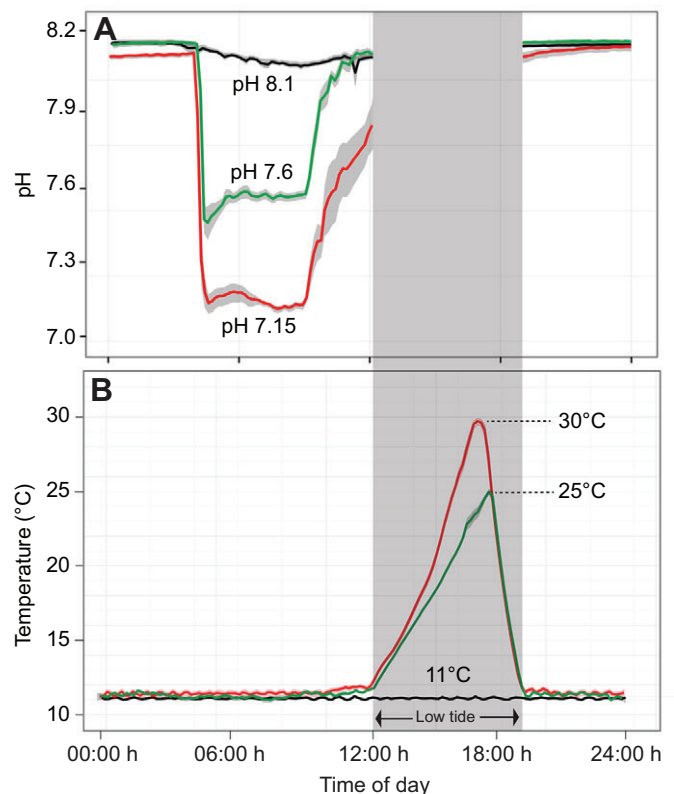 A
8.2
7.9
7.6
7.3
7.0
pH
pH 8.1
pH 7.6
pH 7.15
B
30
25
20
15
10
Temperature (°C)
30°C
25°C
11°C
Low tide
00:00 h 06:00 h 12:00 h 18:00 h 24:00 h
Time of day